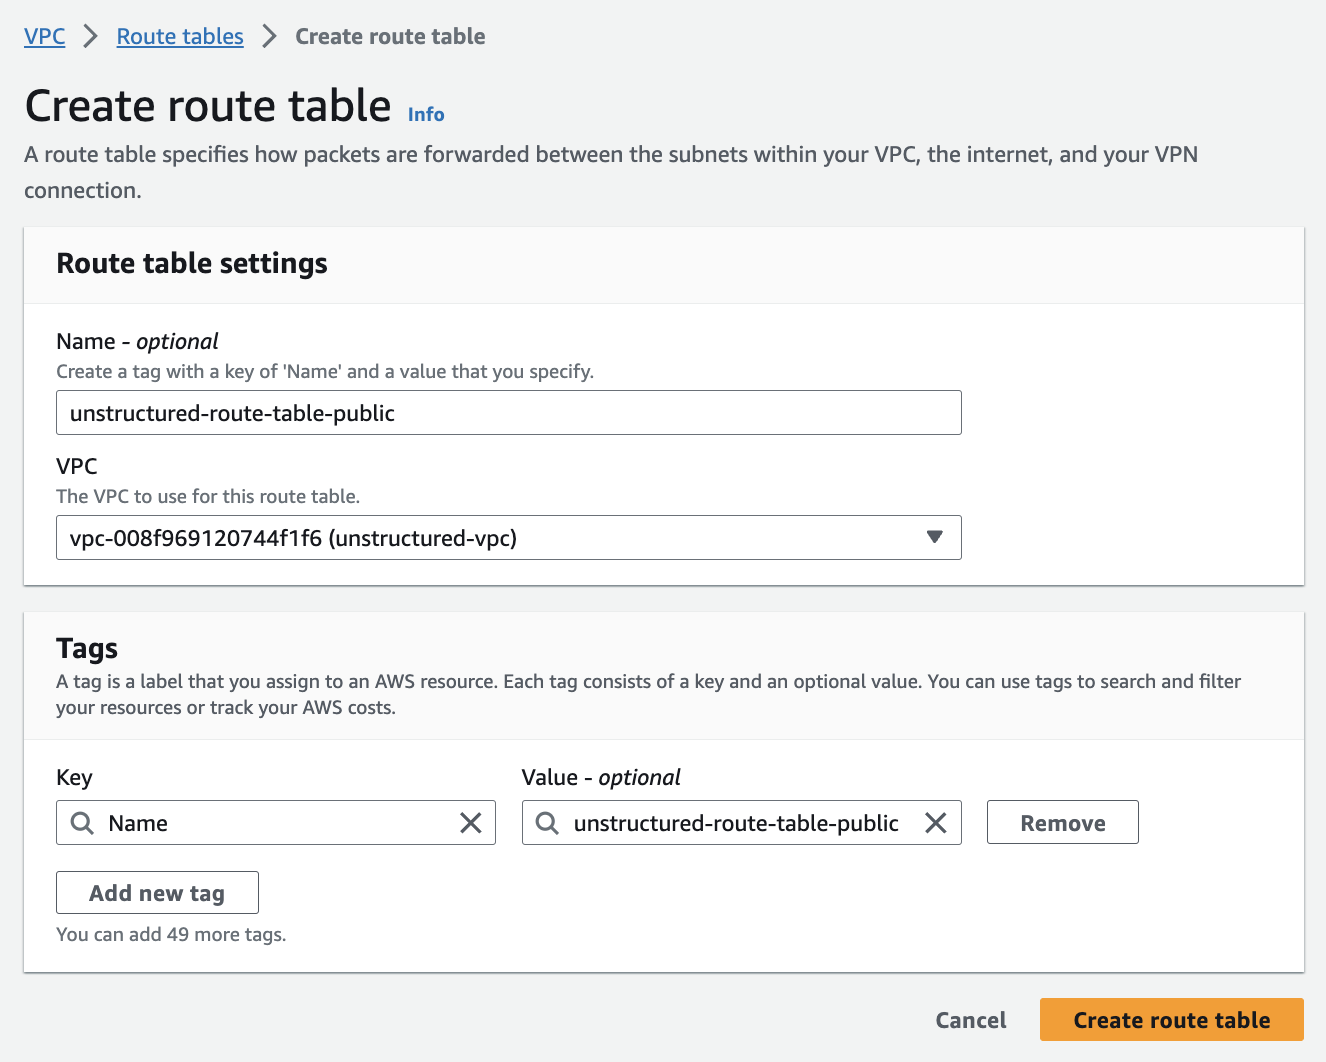 VPC > Route tables > Create route table
Create route table Info
A route table specifies how packets are forwarded between the subnets within your VPC, the internet, and your VPN
connection.
Route table settings
Name - optional
Create a tag with a key of 'Name' and a value that you specify.
unstructured-route-table-public
VPC
The VPC to use for this route table.
vpc-008f969120744f1f6 (unstructured-vpc)
Tags
A tag is a label that you assign to an AWS resource. Each tag consists of a key and an optional value. You can use tags to search and filter
your resources or track your AWS costs.
Key Value - optional
Name unstructured-route-table-public Remove
Add new tag
You can add 49 more tags.
Cancel Create route table